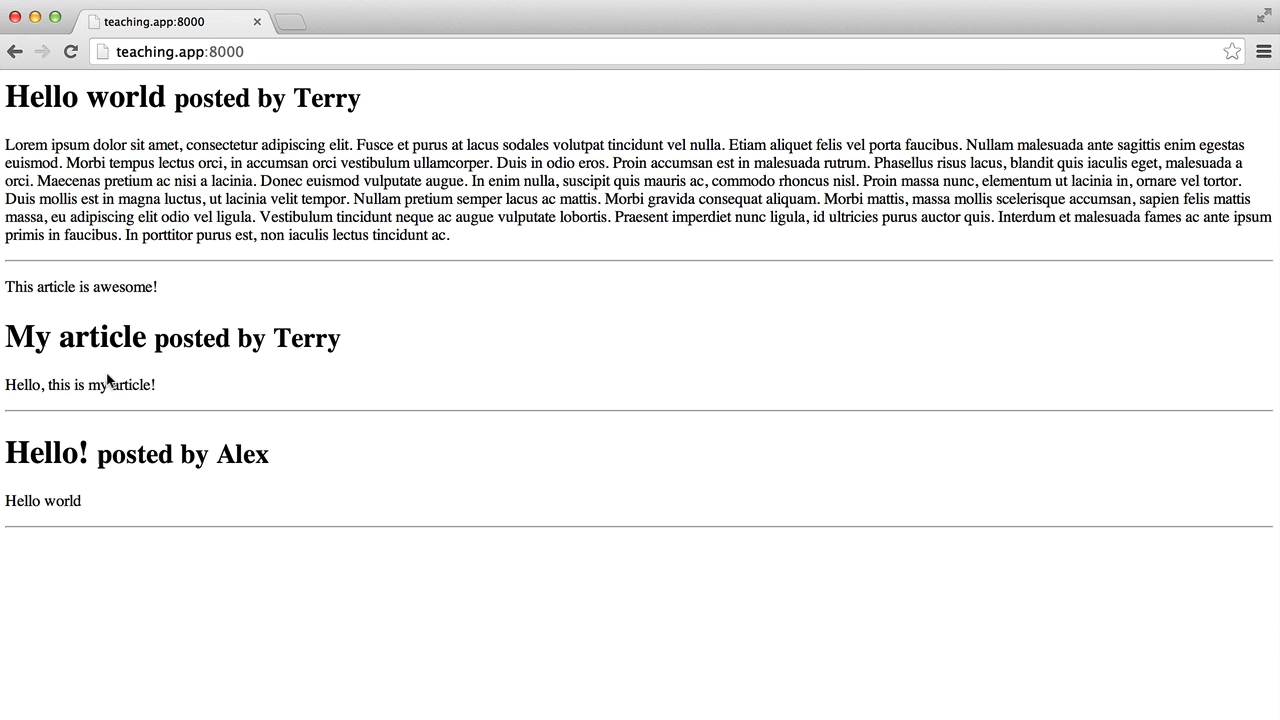 teaching.app:8000
teaching.app:8000
Hello world posted by Terry
Lorem ipsum dolor sit amet, consectetur adipiscing elit. Fusce et purus at lacus sodales volutpat tincidunt vel nulla. Etiam aliquet felis vel porta faucibus. Nullam malesuada ante sagittis enim egestas
euismod. Morbi tempus lectus orci, in accumsan orci vestibulum ullamcorper. Duis in odio eros. Proin accumsan est in malesuada rutrum. Phasellus risus lacus, blandit quis iaculis eget, malesuada a
orci. Maecenas pretium ac nisi a lacinia. Donec euismod vulputate augue. In enim nulla, suscipit quis mauris ac, commodo rhoncus nisl. Proin massa nunc, elementum ut lacinia in, ornare vel tortor.
Duis mollis est in magna luctus, ut lacinia velit tempor. Nullam pretium semper lacus ac mattis. Morbi gravida consequat aliquam. Morbi mattis, massa mollis scelerisque accumsan, sapien felis mattis
massa, eu adipiscing elit odio vel ligula. Vestibulum tincidunt neque ac augue vulputate lobortis. Praesent imperdiet nunc ligula, id ultricies purus auctor quis. Interdum et malesuada fames ac ante ipsum
primis in faucibus. In porttitor purus est, non iaculis lectus tincidunt ac.
This article is awesome!
My article posted by Terry
Hello, this is my article!
Hello! posted by Alex
Hello world